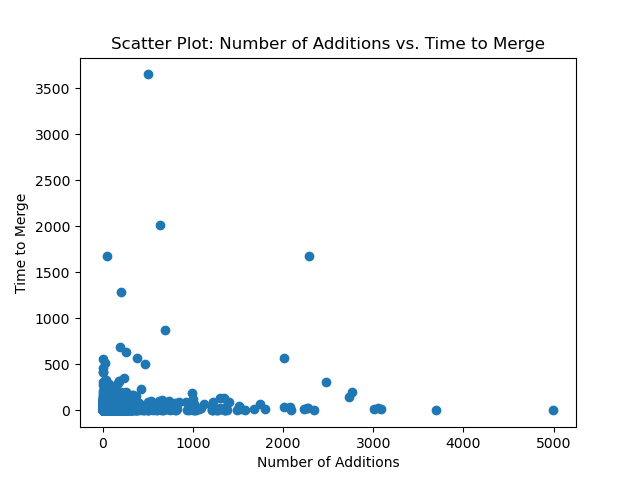 Scatter Plot: Number of Additions vs. Time to Merge
3500
3000
2500
2000
1500
1000
500
0
Time to Merge
0 1000 2000 3000 4000 5000
Number of Additions